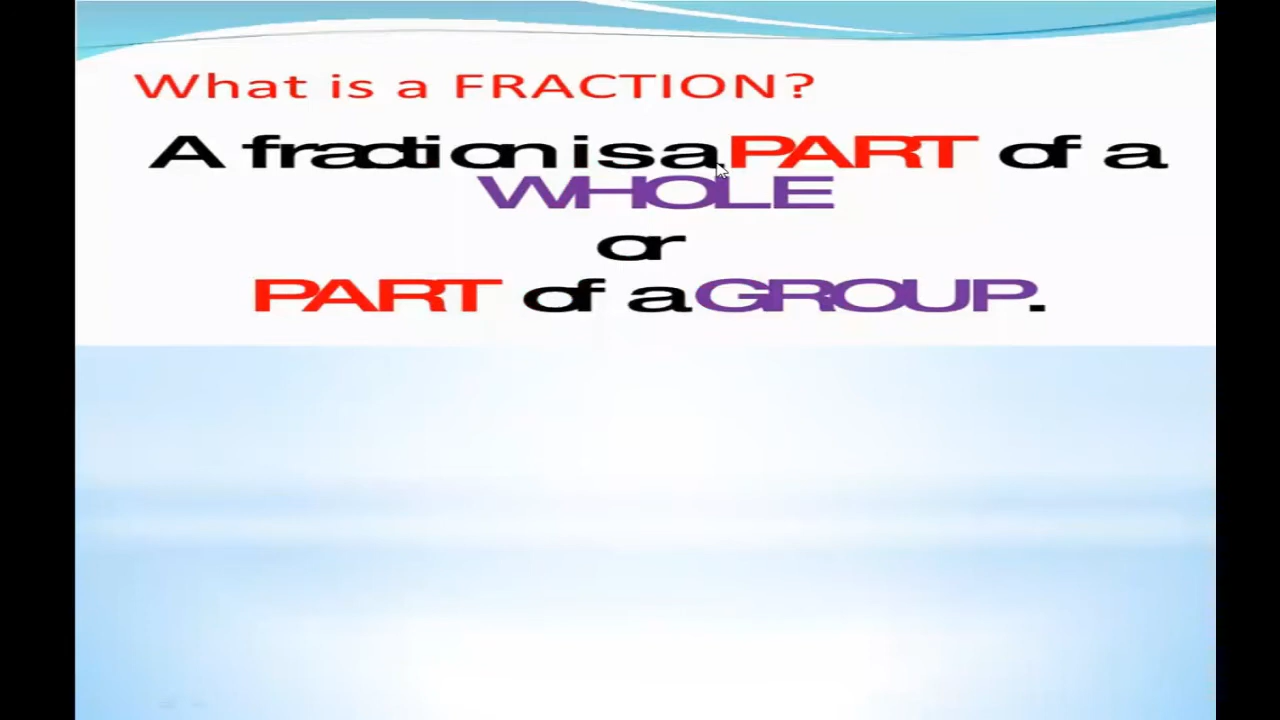 What is a FRACTION?
A fraction is a PART of a
WHOLE
or
PART of a GROUP.